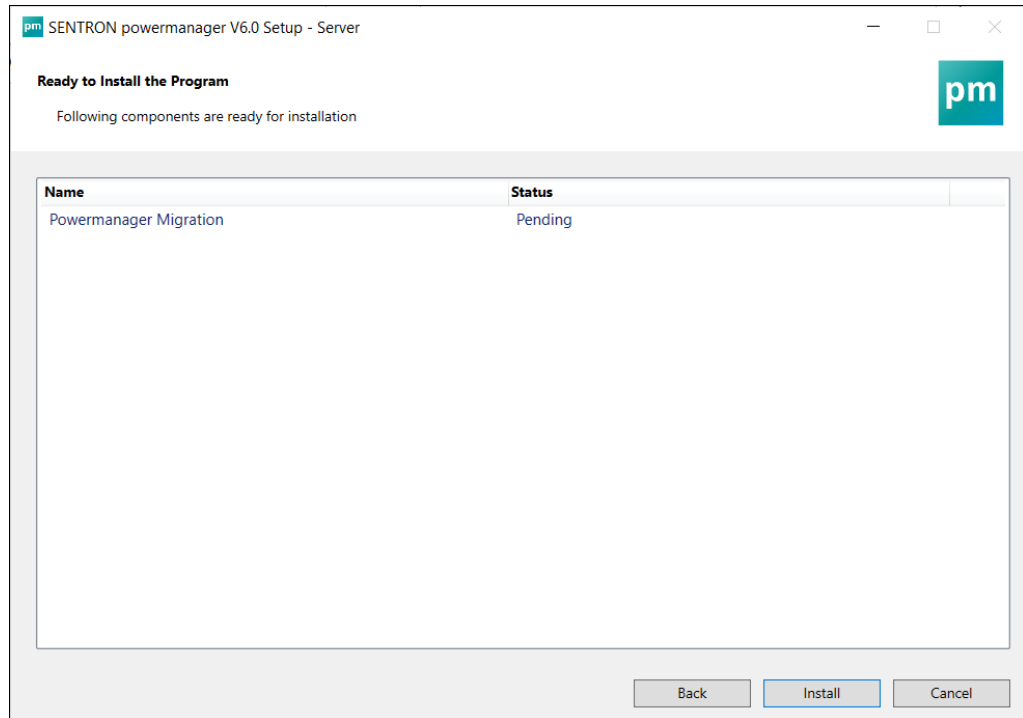 pm SENTRON powermanager V6.0 Setup - Server
Ready to Install the Program
Following components are ready for installation
pm
Name Status
Powermanager Migration Pending
Back Install Cancel